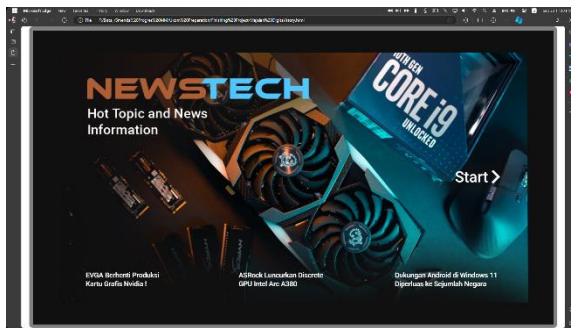 NEWSTECH
Hot Topic and News
Information
10TH GEN
CORE i9
UNLOCKED
Start
EVGA Berhenti Produksi
Kartu Grafis Nvidia !
ASRock Luncurkan Discrete
GPU Intel Arc A380
Dukungan Android di Windows 11
Diperluas ke Sejumlah Negara